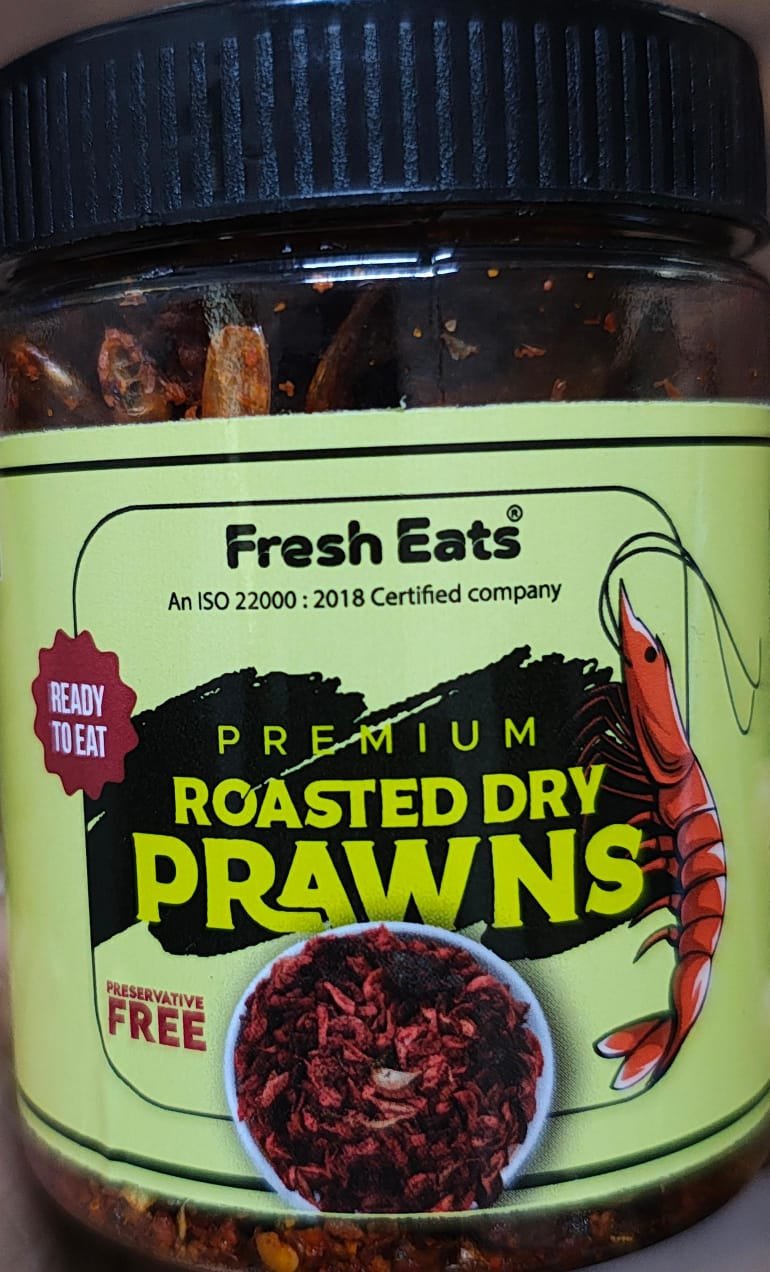 Fresh Eats®
An ISO 22000 : 2018 Certified company
READY
TO EAT
PREMIUM
ROASTED DRY
PRAWNS
PRESERVATIVE
FREE